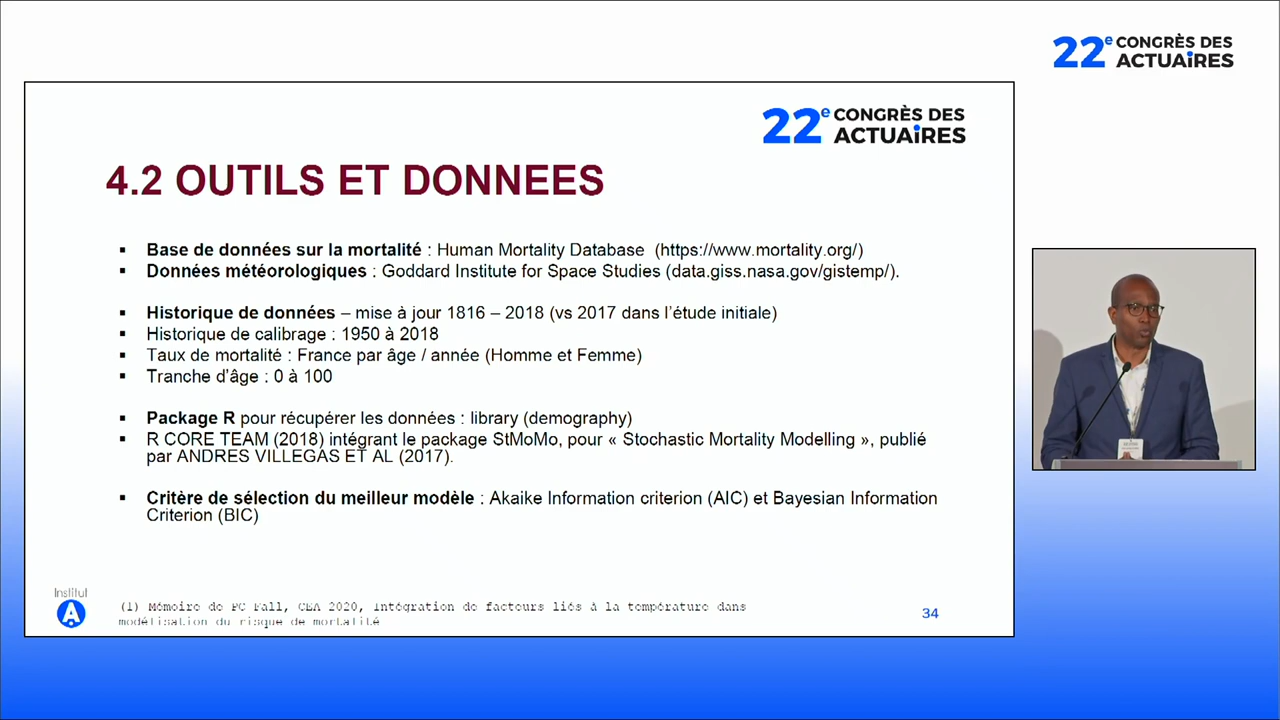 22e CONGRÈS DES
ACTUAIRES
22e CONGRÈS DES
ACTUAIRES
4.2 OUTILS ET DONNEES
▪ Base de données sur la mortalité : Human Mortality Database (https://www.mortality.org/)
▪ Données météorologiques : Goddard Institute for Space Studies (data.giss.nasa.gov/gistemp/).
▪ Historique de données – mise à jour 1816 – 2018 (vs 2017 dans l'étude initiale)
▪ Historique de calibrage : 1950 à 2018
▪ Taux de mortalité : France par âge / année (Homme et Femme)
▪ Tranche d'âge : 0 à 100
▪ Package R pour récupérer les données : library (demography)
▪ R CORE TEAM (2018) intégrant le package StMoMo, pour « Stochastic Mortality Modelling », publié
par ANDRES VILLEGAS ET AL (2017).
▪ Critère de sélection du meilleur modèle : Akaike Information criterion (AIC) et Bayesian Information
Criterion (BIC)
Institut
A
(1) Mémoire de PC Fall, CEA 2020, Intégration de facteurs liés à la température dans
modélisation du risque de mortalité
34